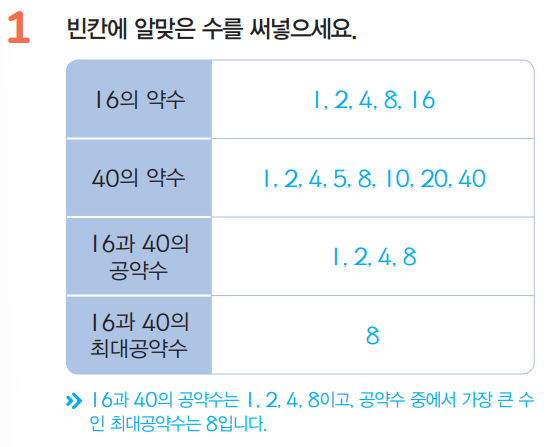 1 빈칸에 알맞은 수를 써넣으세요.
16의 약수
1, 2, 4, 8, 16
40의 약수
1, 2, 4, 5, 8, 10, 20, 40
16과 40의
공약수
1, 2, 4, 8
16과 40의
최대공약수
8
» 16과 40의 공약수는 1, 2, 4, 8이고, 공약수 중에서 가장 큰 수
인 최대공약수는 8입니다.